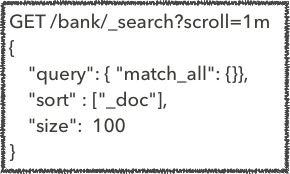 GET /bank/_search?scroll=1m
{
"query": { "match_all": {}},
"sort" : ["_doc"],
"size":  100
}